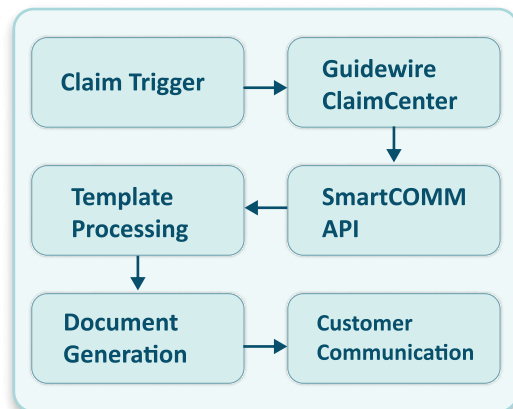 Claim Trigger
Guidewire
ClaimCenter
SmartCOMM
API
Template
Processing
Document
Generation
Customer
Communication